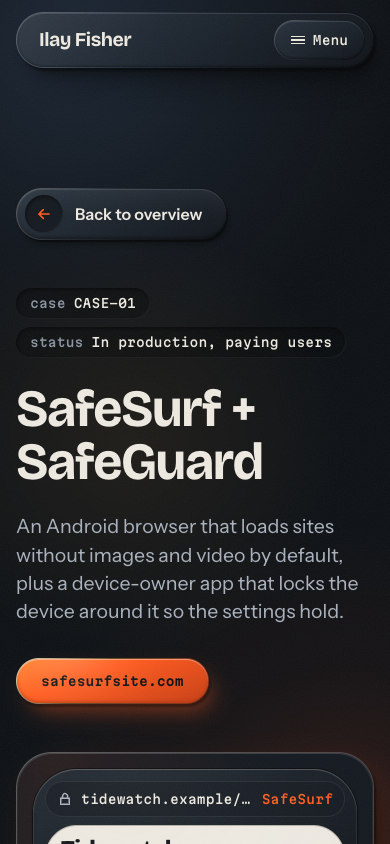 Ilay Fisher
Menu
Back to overview
case CASE-01
status In production, paying users
SafeSurf +
SafeGuard
An Android browser that loads sites
without images and video by default,
plus a device-owner app that locks the
device around it so the settings hold.
safesurfsite.com
tidewatch.example/… SafeSurf